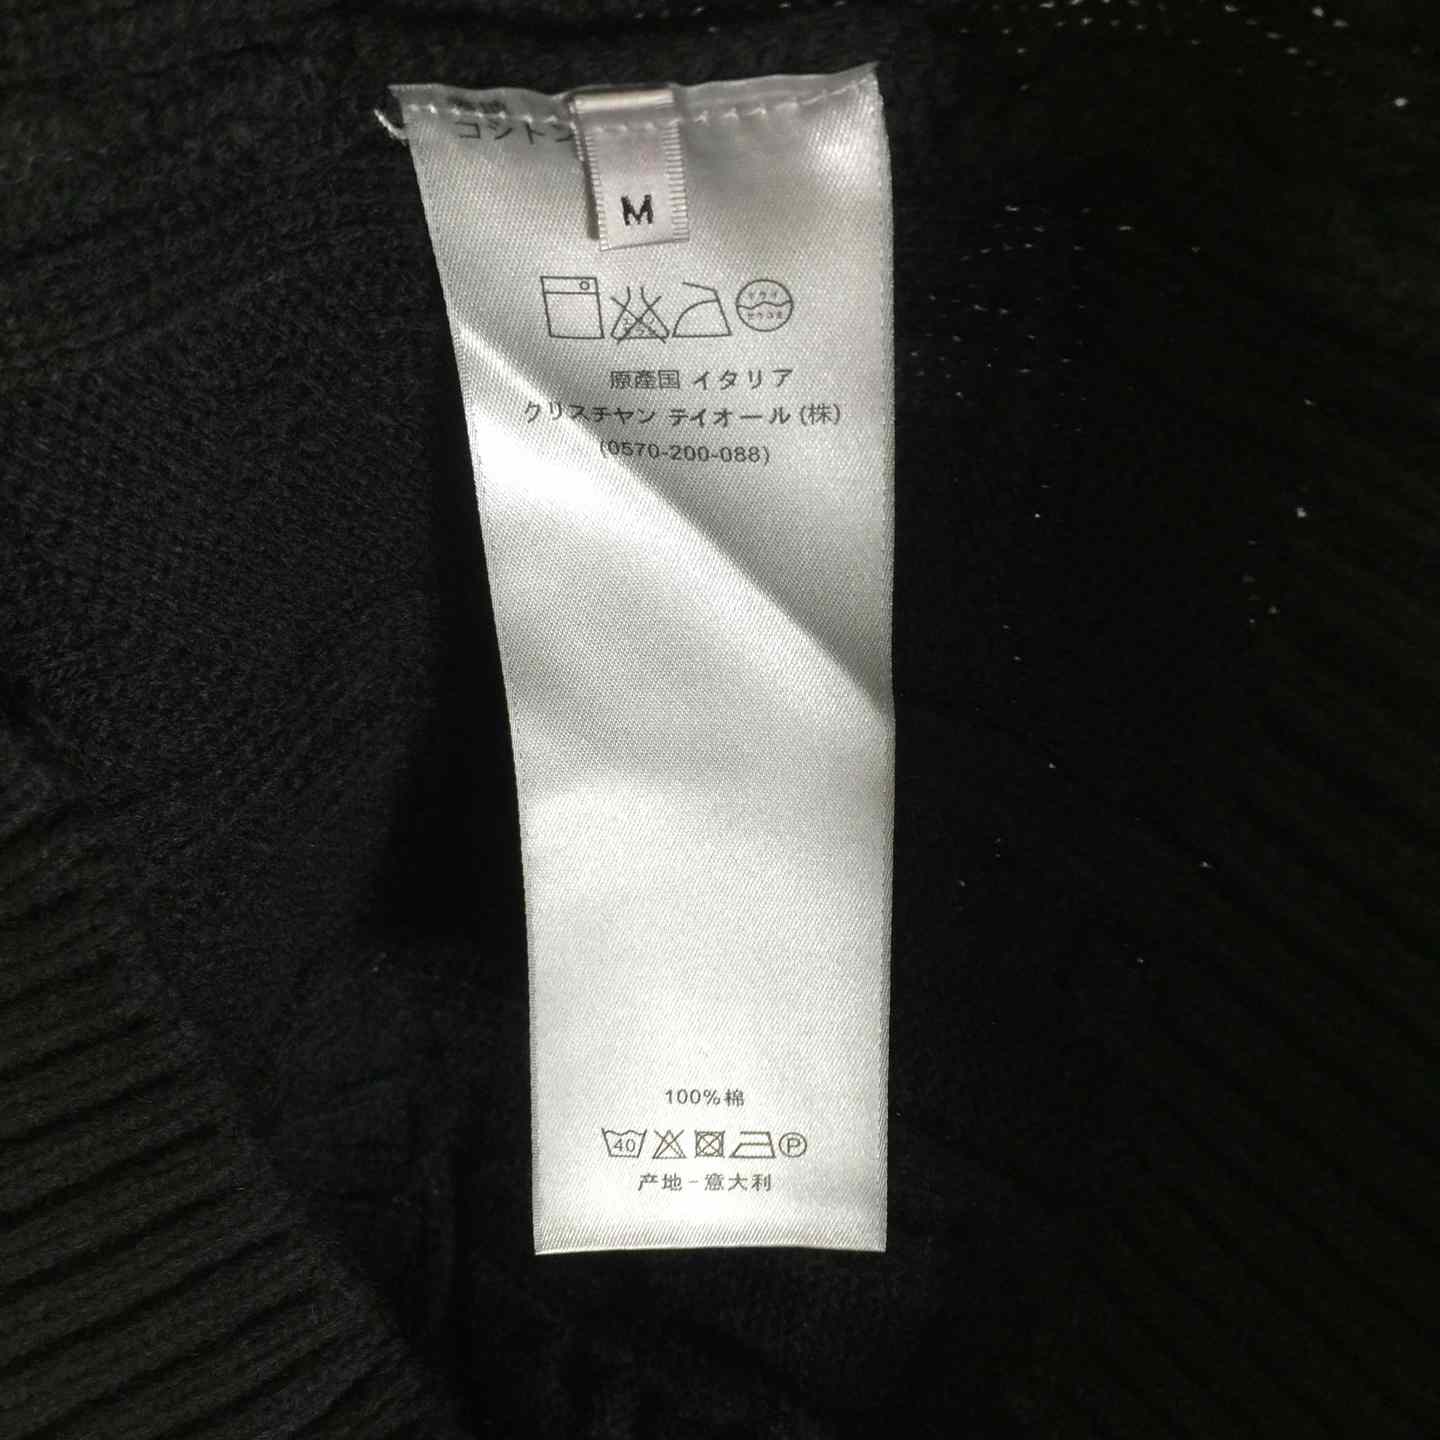 コットン
M
原産国 イタリア
クリスチャン テイオール (株)
(0570-200-088)
100%棉
40 P
产地-意大利